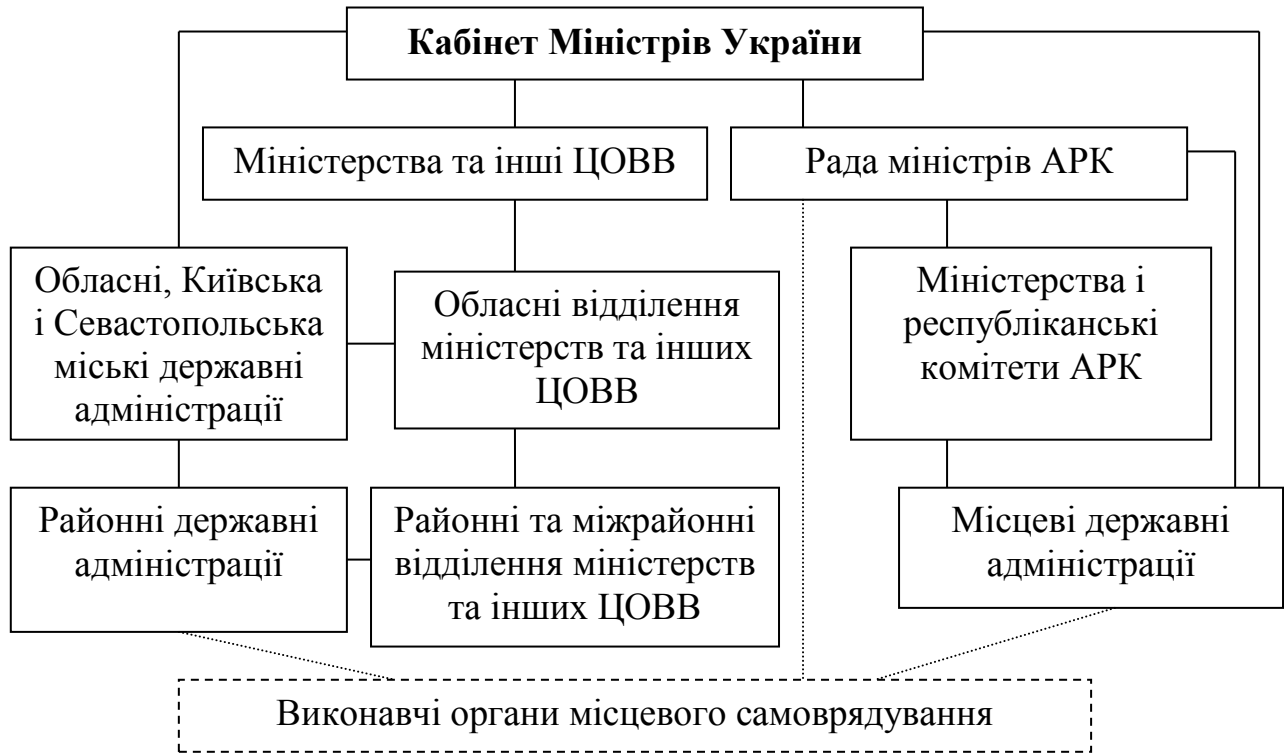 Кабінет Міністрів України
Міністерства та інші ЦОВВ
Рада міністрів АРК
Обласні, Київська
і Севастопольська
міські державні
адміністрації
Обласні відділення
міністерств та інших
ЦОВВ
Міністерства і
республіканські
комітети АРК
Районні державні
адміністрації
Районні та міжрайонні
відділення міністерств
та інших ЦОВВ
Місцеві державні
адміністрації
Виконавчі органи місцевого самоврядування